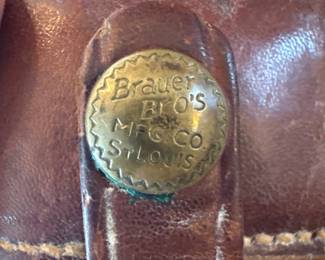 Brauer
BRO'S
MFG. CO.
ST. LOUIS